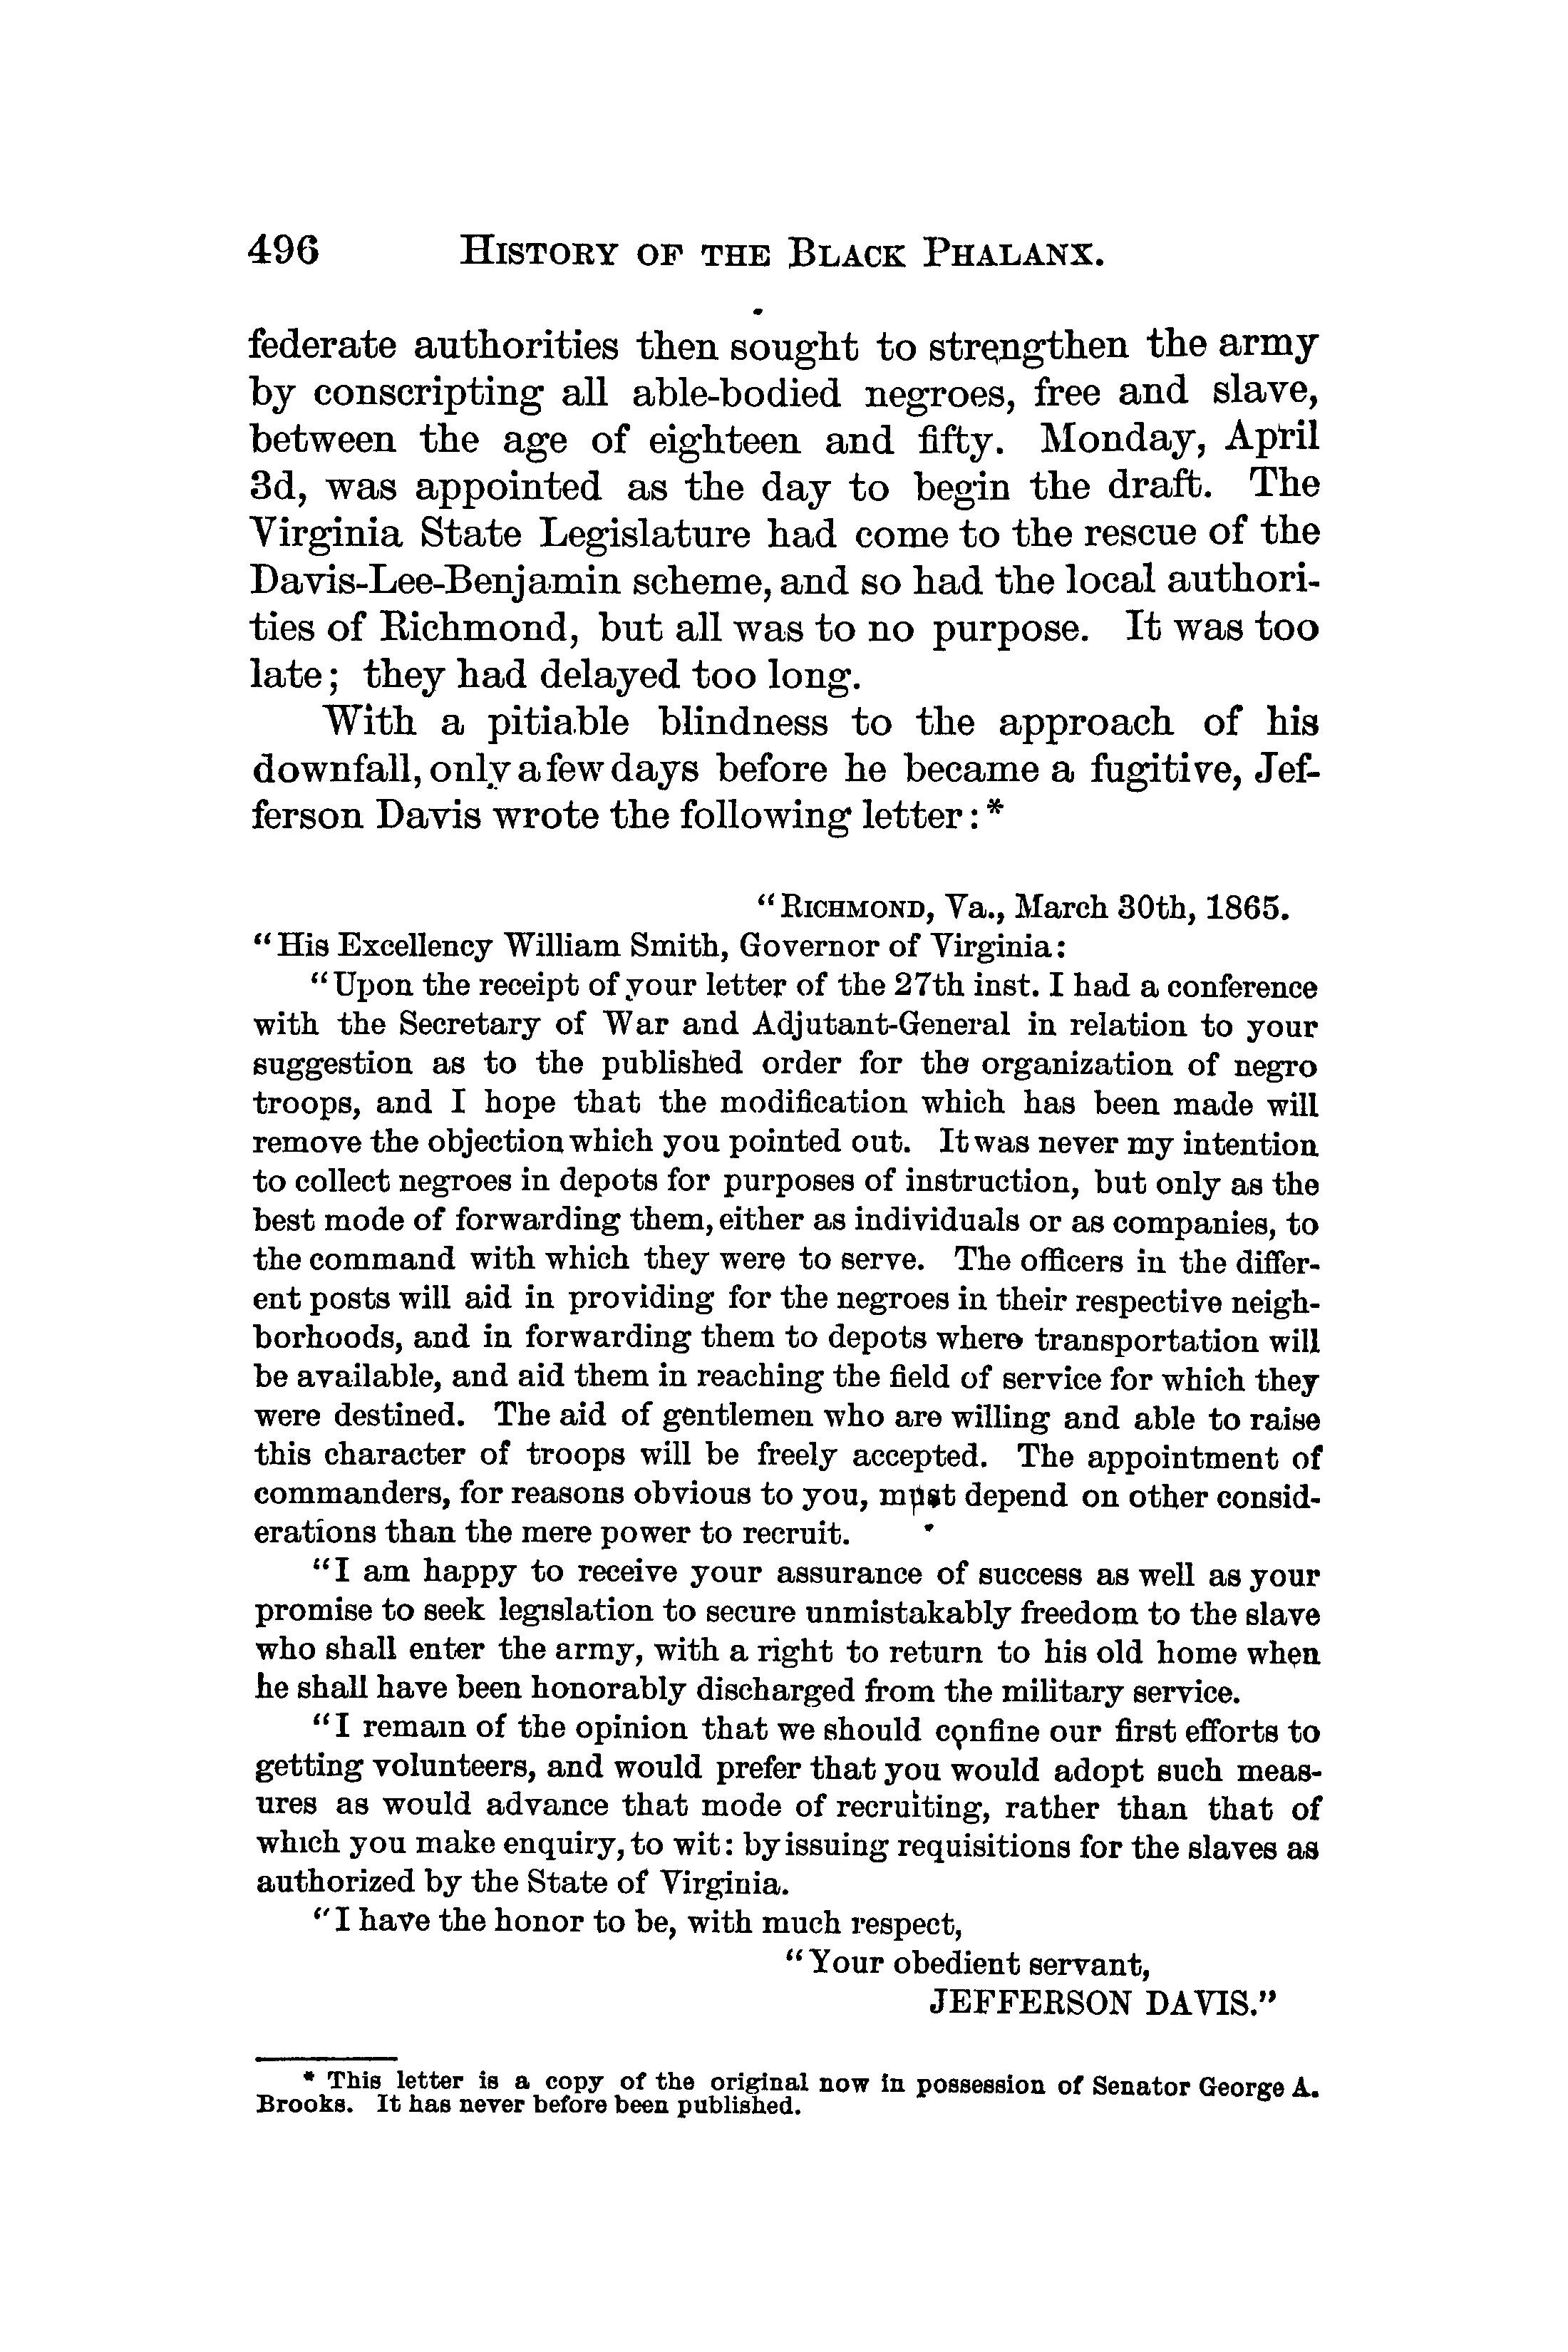 496 HISTORY OF THE BLACK PHALANX.
federate authorities then sought to strengthen the army
by conscripting all able-bodied negroes, free and slave,
between the age of eighteen and fifty. Monday, April
3d, was appointed as the day to begin the draft. The
Virginia State Legislature had come to the rescue of the
Davis-Lee-Benjamin scheme, and so had the local authori-
ties of Richmond, but all was to no purpose. It was too
late; they had delayed too long.
With a pitiable blindness to the approach of his
downfall, only a few days before he became a fugitive, Jef-
ferson Davis wrote the following letter:*
"RICHMOND, Va., March 30th, 1865.
"His Excellency William Smith, Governor of Virginia:
"Upon the receipt of your letter of the 27th inst. I had a conference
with the Secretary of War and Adjutant-General in relation to your
suggestion as to the published order for the organization of negro
troops, and I hope that the modification which has been made will
remove the objection which you pointed out. It was never my intention
to collect negroes in depots for purposes of instruction, but only as the
best mode of forwarding them, either as individuals or as companies, to
the command with which they were to serve. The officers in the differ-
ent posts will aid in providing for the negroes in their respective neigh-
borhoods, and in forwarding them to depots where transportation will
be available, and aid them in reaching the field of service for which they
were destined. The aid of gentlemen who are willing and able to raise
this character of troops will be freely accepted. The appointment of
commanders, for reasons obvious to you, must depend on other consid-
erations than the mere power to recruit.
"I am happy to receive your assurance of success as well as your
promise to seek legislation to secure unmistakably freedom to the slave
who shall enter the army, with a right to return to his old home when
he shall have been honorably discharged from the military service.
"I remain of the opinion that we should confine our first efforts to
getting volunteers, and would prefer that you would adopt such meas-
ures as would advance that mode of recruiting, rather than that of
which you make enquiry, to wit: by issuing requisitions for the slaves as
authorized by the State of Virginia.
"I have the honor to be, with much respect,
"Your obedient servant,
JEFFERSON DAVIS."
* This letter is a copy of the original now in possession of Senator George A.
Brooks. It has never before been published.